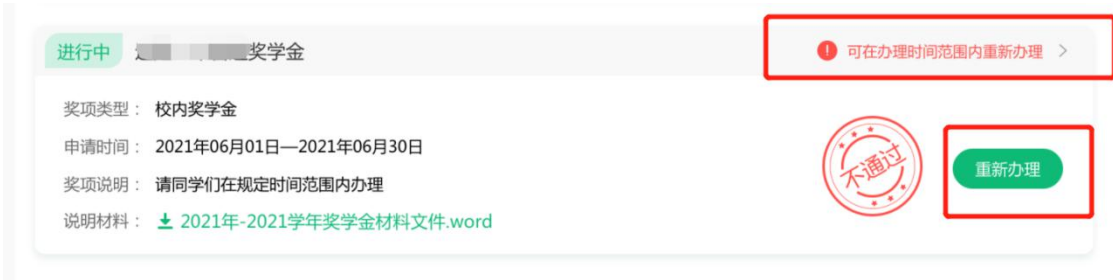 进行中 奖学金 可在办理时间范围内重新办理 >
奖项类型： 校内奖学金
申请时间： 2021年06月01日—2021年06月30日
奖项说明： 请同学们在规定时间范围内办理
说明材料： 2021年-2021学年奖学金材料文件.word
不通过
重新办理